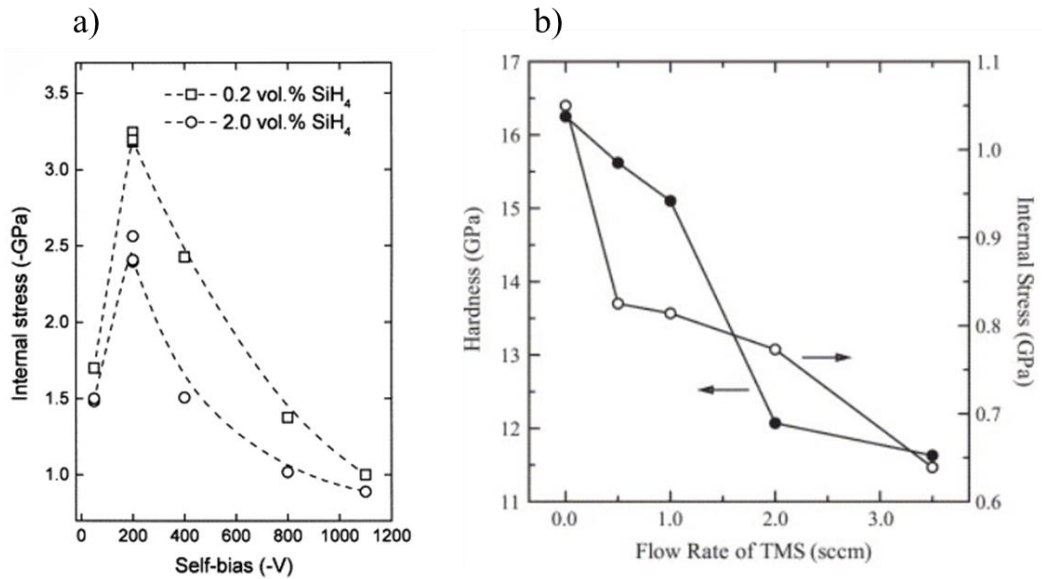 a)
b)
Internal stress (-GPa)
3.5
3.0
2.5
2.0
1.5
1.0
--□-- 0.2 vol.% SiH₄
--○-- 2.0 vol.% SiH₄
0 200 400 600 800 1000 1200
Self-bias (-V)
Hardness (GPa)
17
16
15
14
13
12
11
1.1
1.0
0.9
0.8
0.7
0.6
Internal Stress (GPa)
0.0 1.0 2.0 3.0
Flow Rate of TMS (sccm)